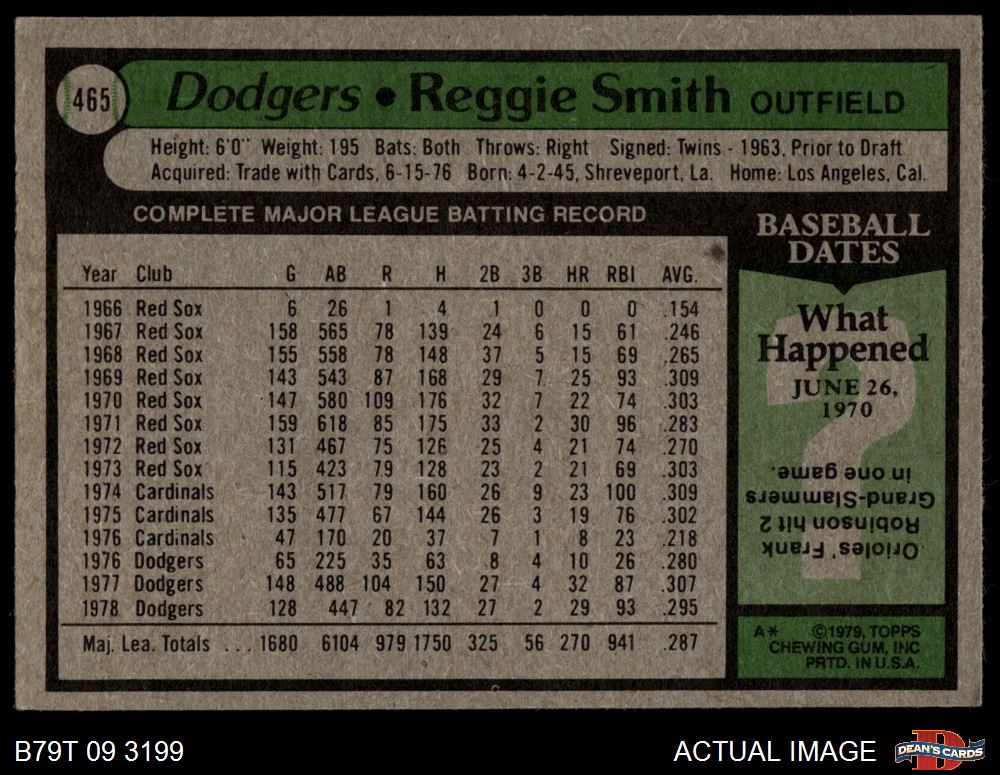 465
Dodgers • Reggie Smith OUTFIELD
Height: 6'0" Weight: 195 Bats: Both Throws: Right Signed: Twins - 1963, Prior to Draft
Acquired: Trade with Cards, 6-15-76 Born: 4-2-45, Shreveport, La. Home: Los Angeles, Cal.
COMPLETE MAJOR LEAGUE BATTING RECORD
Year Club G AB R H 2B 3B HR RBI AVG.
1966 Red Sox 6 26 1 4 1 0 0 0 .154
1967 Red Sox 158 565 78 139 24 6 15 61 .246
1968 Red Sox 155 558 78 148 37 5 15 69 .265
1969 Red Sox 143 543 87 168 29 7 25 93 .309
1970 Red Sox 147 580 109 176 32 7 22 74 .303
1971 Red Sox 159 618 85 175 33 2 30 96 .283
1972 Red Sox 131 467 75 126 25 4 21 74 .270
1973 Red Sox 115 423 79 128 23 2 21 69 .303
1974 Cardinals 143 517 79 160 26 9 23 100 .309
1975 Cardinals 135 477 67 144 26 3 19 76 .302
1976 Cardinals 47 170 20 37 7 1 8 23 .218
1976 Dodgers 65 225 35 63 8 4 10 26 .280
1977 Dodgers 148 488 104 150 27 4 32 87 .307
1978 Dodgers 128 447 82 132 27 2 29 93 .295
Maj. Lea. Totals . . . 1680 6104 979 1750 325 56 270 941 .287
BASEBALL
DATES
What
Happened
JUNE 26,
1970
?
Orioles' Frank
Robinson hit 2
Grand-Slammers
in one game.
A* ©1979, TOPPS
CHEWING GUM, INC
PRTD. IN U.S.A.
B79T 09 3199
ACTUAL IMAGE
D
DEAN'S CARDS